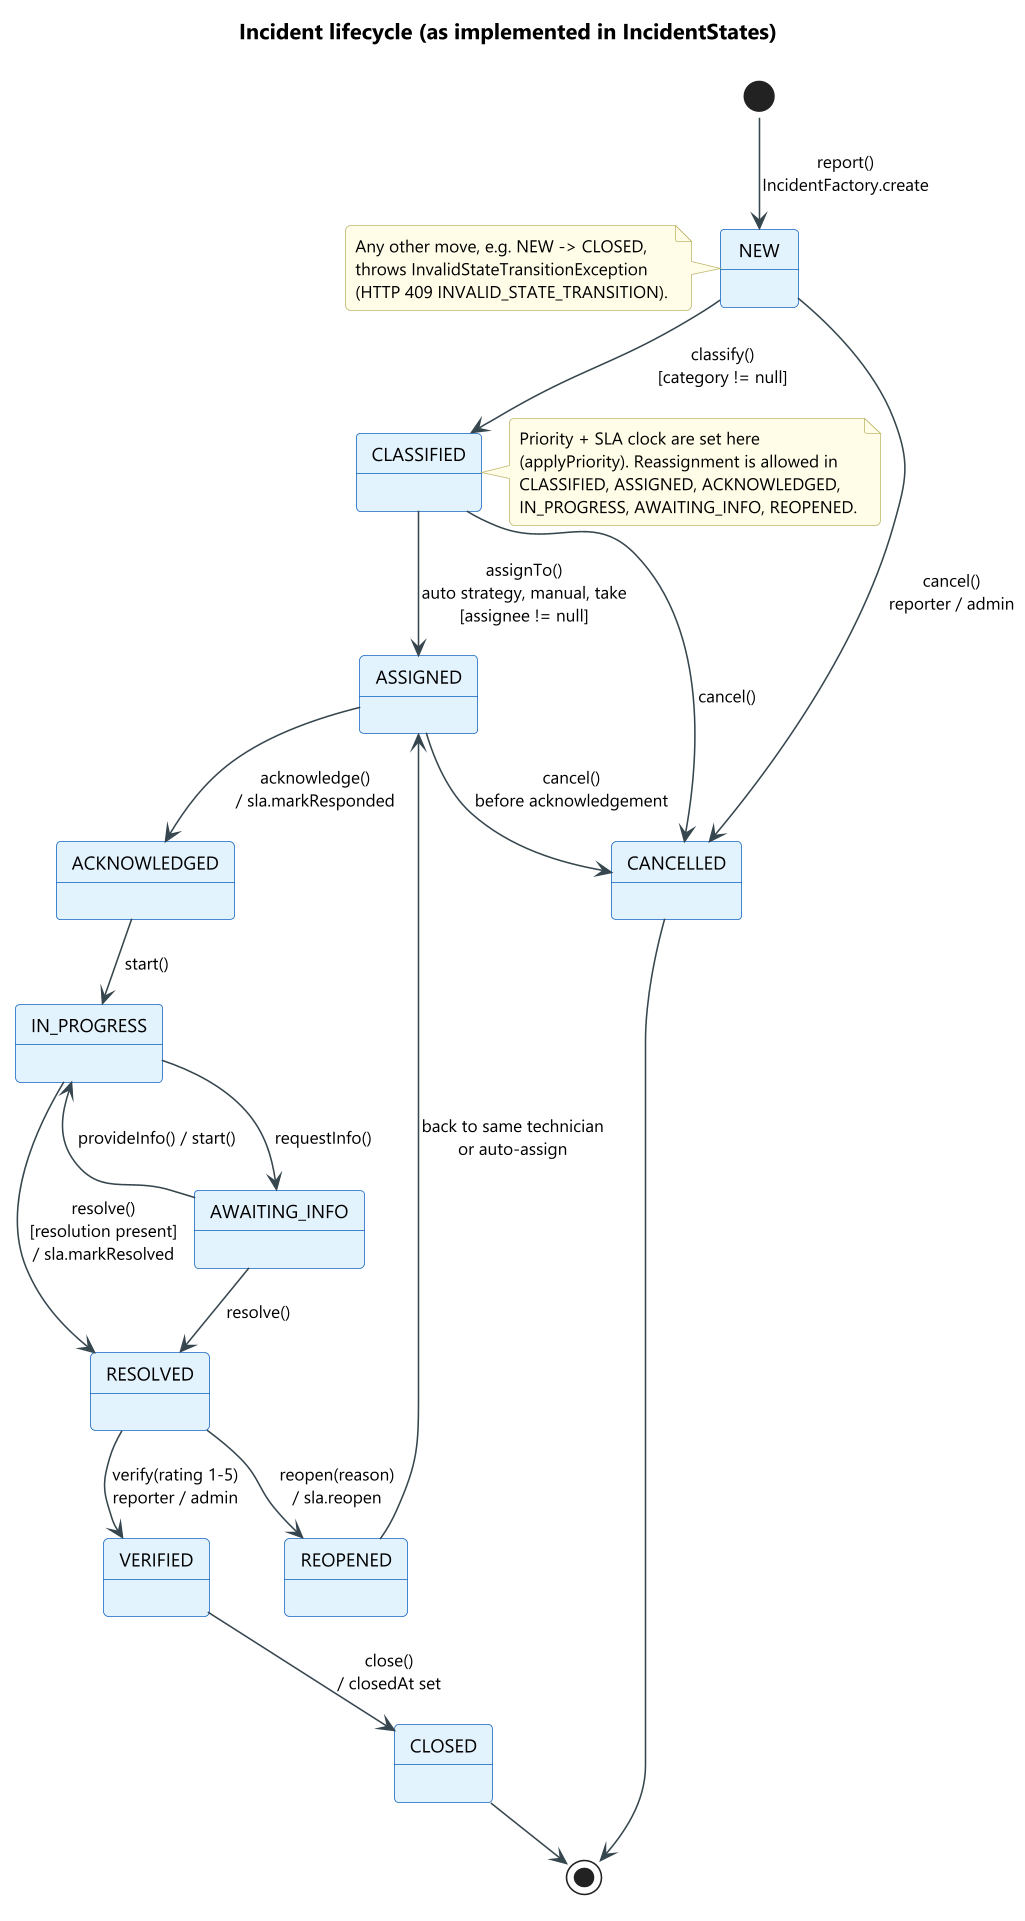 Incident lifecycle (as implemented in IncidentStates)
report()
IncidentFactory.create
Any other move, e.g. NEW -> CLOSED,
throws InvalidStateTransitionException
(HTTP 409 INVALID_STATE_TRANSITION).
NEW
classify()
[category != null]
CLASSIFIED
Priority + SLA clock are set here
(applyPriority). Reassignment is allowed in
CLASSIFIED, ASSIGNED, ACKNOWLEDGED,
IN_PROGRESS, AWAITING_INFO, REOPENED.
assignTo()
auto strategy, manual, take
[assignee != null]
cancel()
reporter / admin
ASSIGNED
cancel()
acknowledge()
/ sla.markResponded
cancel()
before acknowledgement
ACKNOWLEDGED
CANCELLED
start()
IN_PROGRESS
provideInfo() / start()
requestInfo()
back to same technician
or auto-assign
resolve()
[resolution present]
/ sla.markResolved
AWAITING_INFO
resolve()
RESOLVED
verify(rating 1-5)
reporter / admin
reopen(reason)
/ sla.reopen
VERIFIED
REOPENED
close()
/ closedAt set
CLOSED